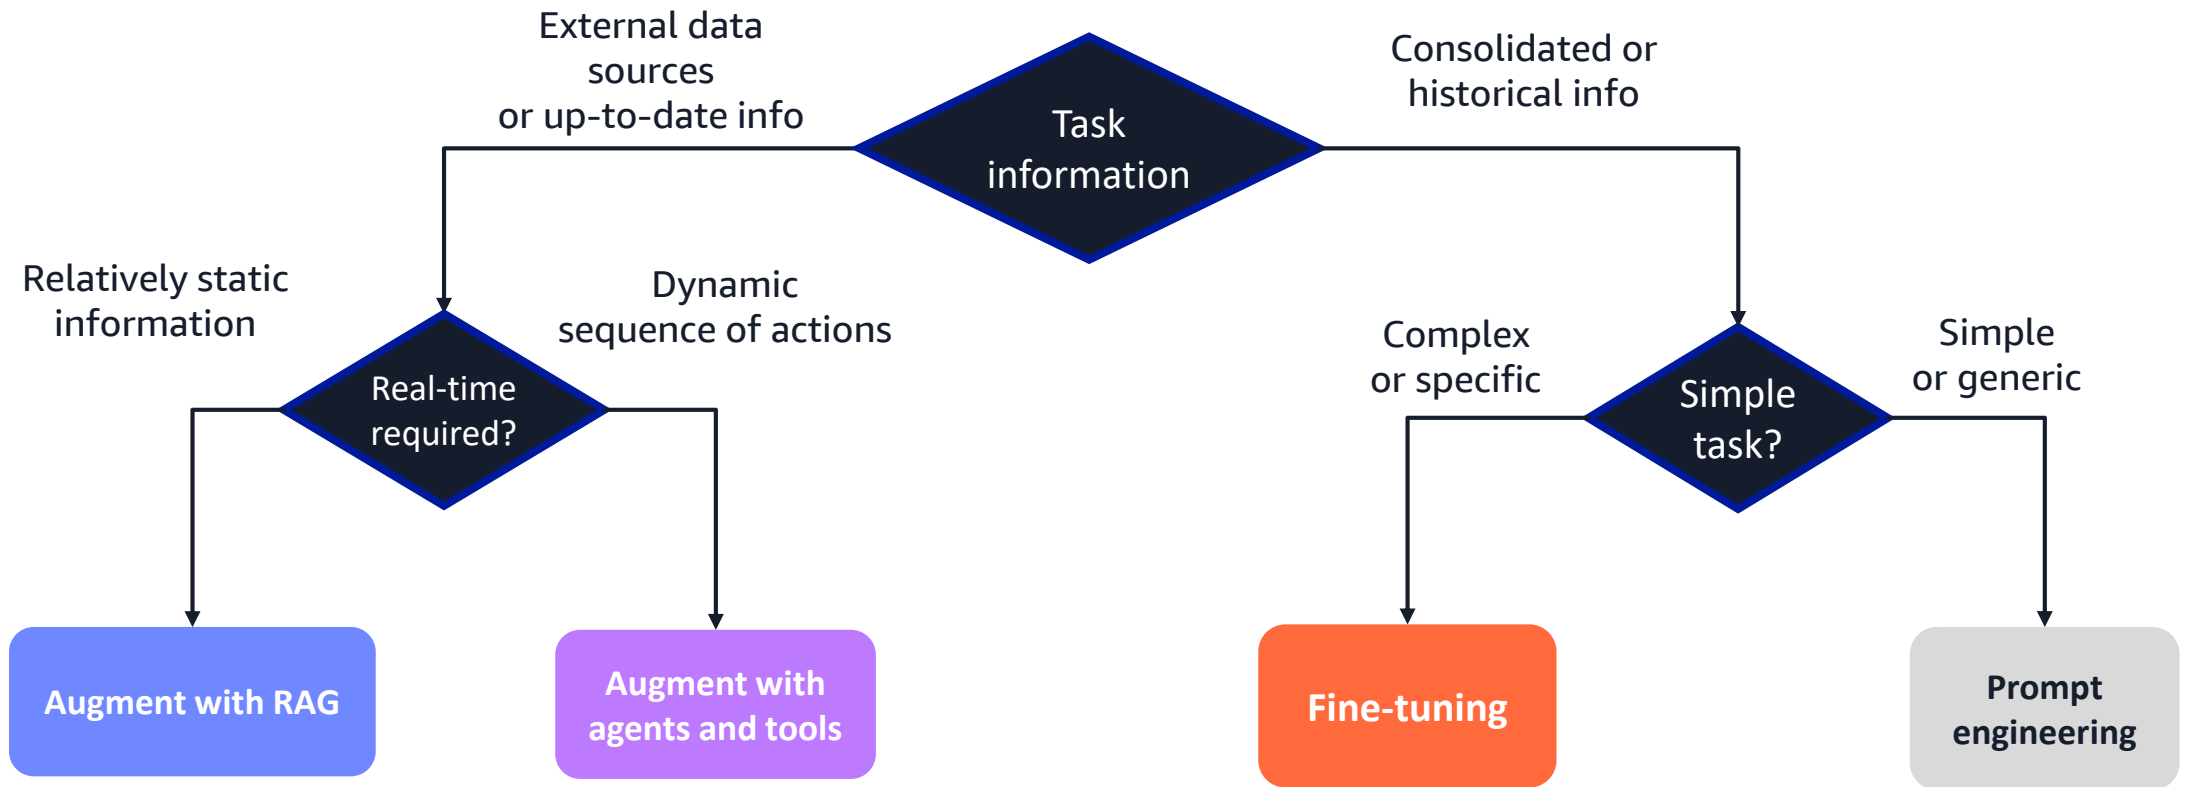 External data
sources
or up-to-date info
Task
information
Consolidated or
historical info
Relatively static
information
Real-time
required?
Dynamic
sequence of actions
Complex
or specific
Simple
task?
Simple
or generic
Augment with RAG
Augment with
agents and tools
Fine-tuning
Prompt
engineering